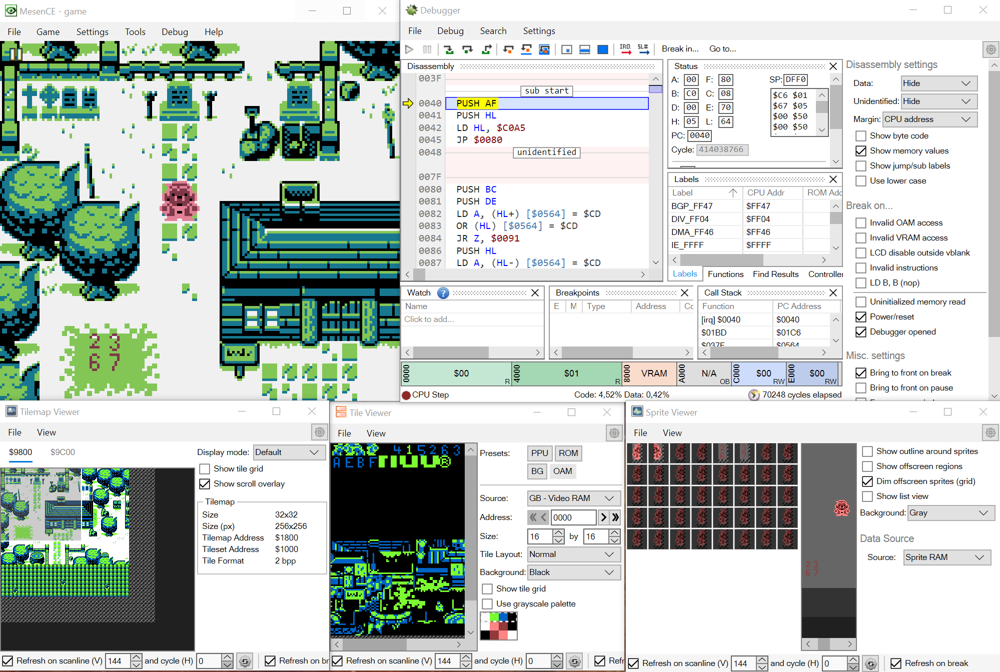 MesenCE - game
File Game Settings Tools Debug Help
2 3
6 7
Debugger
File Debug Search Settings
IRQ SL# Break in... Go to...
Disassembly
003F
sub start
0040 PUSH AF
0041 PUSH HL
0042 LD HL, $C0A5
0045 JP $0080
0048 unidentified
007F
0080 PUSH BC
0081 PUSH DE
0082 LD A, (HL+) [$0564] = $CD
0083 OR (HL) [$0564] = $CD
0084 JR Z, $0091
0086 PUSH HL
0087 LD A, (HL-) [$0564] = $CD
Status
A: 00 F: 80 SP: DFF0
B: C0 C: 08
D: 00 E: 70
H: 05 L: 64
$C6 $01
$67 $05
$00 $50
$00 $50
PC: 0040
Cycle: 414038766
Labels
Label CPU Addr ROM Adc
BGP_FF47 $FF47
DIV_FF04 $FF04
DMA_FF46 $FF46
IE_FFFF $FFFF
Labels Functions Find Results Controller
Disassembly settings
Data: Hide
Unidentified: Hide
Margin: CPU address
Show byte code
Show memory values
Show jump/sub labels
Use lower case
Break on...
Invalid OAM access
Invalid VRAM access
LCD disable outside vblank
Invalid instructions
LD B, B (nop)
Uninitialized memory read
Power/reset
Debugger opened
Misc. settings
Bring to front on break
Bring to front on pause
Watch ?
Name
Click to add...
Breakpoints
E M Type Address Cc
Call Stack
Function PC Address
[irq] $0040 $0040
$01BD $01C6
$037F $0564
0000 $00 R 4000 $01 R 8000 VRAM A000 N/A OB C000 $00 RW E000 $00 RW
CPU Step Code: 4,52% Data: 0,42% 70248 cycles elapsed
Tilemap Viewer
File View
$9800 $9C00
Display mode: Default
Show tile grid
Show scroll overlay
Tilemap
Size 32x32
Size (px) 256x256
Tilemap Address $1800
Tileset Address $1000
Tile Format 2 bpp
Refresh on scanline (V) 144 and cycle (H) 0 Refresh on br
Tile Viewer
File View
4 1 5 2 6 3
A E B F
Presets: PPU ROM
BG OAM
Source: GB - Video RAM
Address: 0000
Size: 16 by 16
Tile Layout: Normal
Background: Black
Show tile grid
Use grayscale palette
Refresh on scanline (V) 144 and cycle (H) 0 Refr
Sprite Viewer
File View
2 3
6 7
Show outline around sprites
Show offscreen regions
Dim offscreen sprites (grid)
Show list view
Background: Gray
Data Source
Source: Sprite RAM
Refresh on scanline (V) 144 and cycle (H) 0 Refresh on break